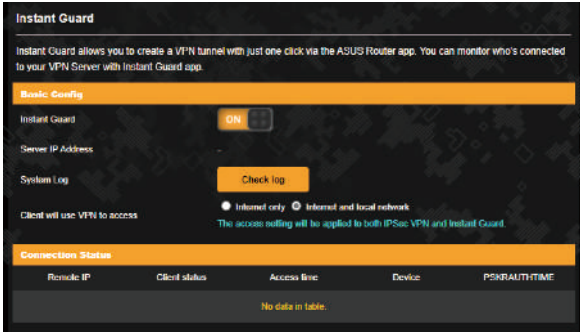 Instant Guard
Instant Guard allows you to create a VPN tunnel with just one click via the ASUS Router app. You can monitor who's connected
to your VPN Server with Instant Guard app.
Basic Config
Instant Guard
ON
Server IP Address
-
System Log
Check log
Client will use VPN to access
Internet only Internet and local network
The access setting will be applied to both IPSec VPN and Instant Guard.
Connection Status
Remote IP Client status Access time Device PSKRAUTHTIME
No data in table.